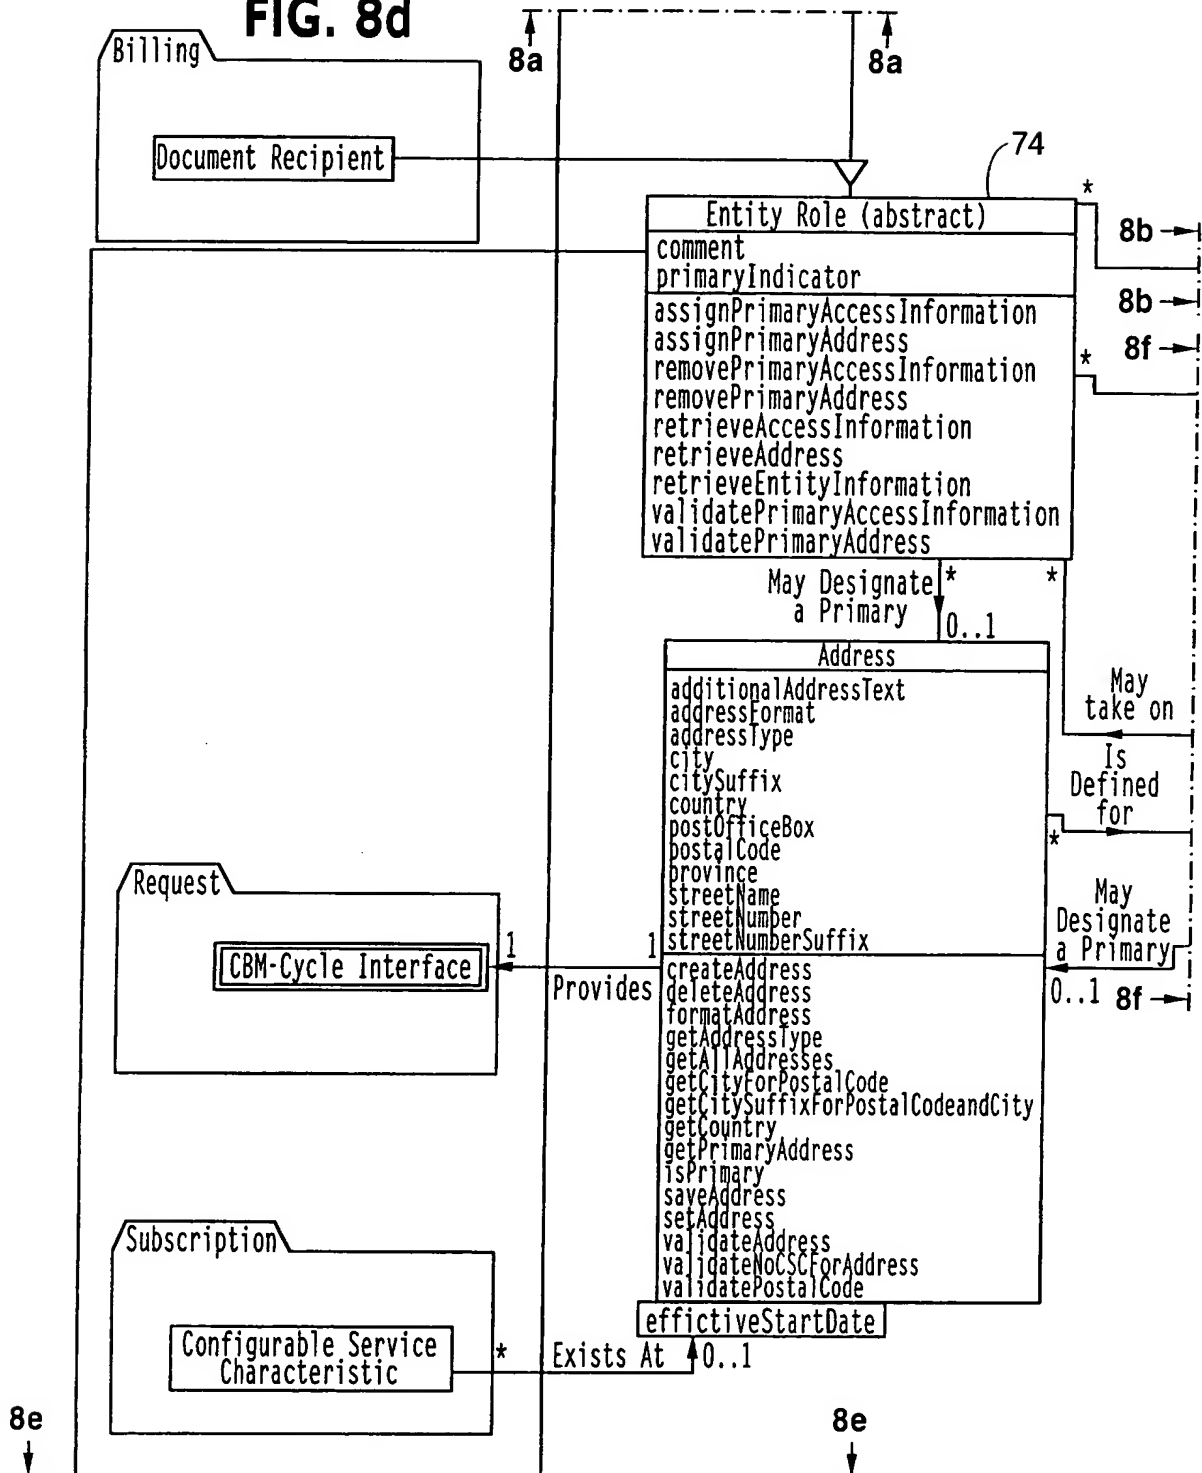 FIG. 8d
8a
8a
Billing
Document Recipient
74
*
Entity Role (abstract)
8b
comment
primaryIndicator
8b
assignPrimaryAccessInformation
assignPrimaryAddress
8f
*
removePrimaryAccessInformation
removePrimaryAddress
retrieveAccessInformation
retrieveAddress
retrieveEntityInformation
validatePrimaryAccessInformation
validatePrimaryAddress
May Designate
a Primary
*
*
0..1
Address
additionalAddressText
addressFormat
addressType
city
citySuffix
country
postOfficeBox
postalCode
province
streetName
streetNumber
streetNumberSuffix
May
take on
Is
Defined
for
*
May
Designate
a Primary
0..1
8f
Request
CBM-Cycle Interface
1
1
Provides
createAddress
deleteAddress
formatAddress
getAddressType
getAllAddresses
getCityForPostalCode
getCitySuffixForPostalCodeandCity
getCountry
getPrimaryAddress
isPrimary
saveAddress
setAddress
validateAddress
validateNoCSCForAddress
validatePostalCode
effictiveStartDate
Subscription
Configurable Service
Characteristic
*
Exists At
0..1
8e
8e